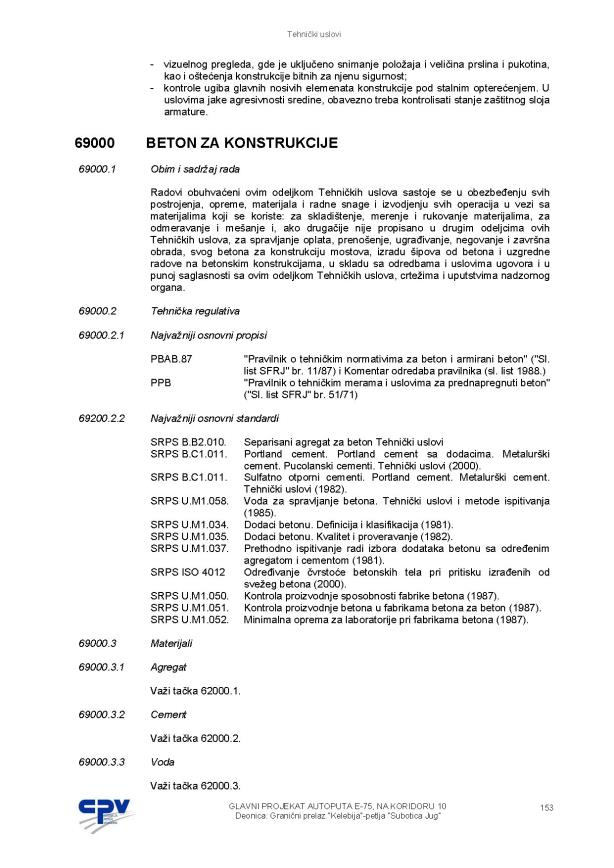 Tehnički uslovi
- vizuelnog pregleda, gde je uključeno snimanje položaja i veličina prslina i pukotina,
kao i oštećenja konstrukcije bitnih za njenu sigurnost;
- kontrole ugiba glavnih nosivih elemenata konstrukcije pod stalnim opterećenjem. U
uslovima jake agresivnosti sredine, obavezno treba kontrolisati stanje zaštitnog sloja
armature.
69000 BETON ZA KONSTRUKCIJE
69000.1 Obim i sadržaj rada
Radovi obuhvaćeni ovim odeljkom Tehničkih uslova sastoje se u obezbeđenju svih
postrojenja, opreme, materijala i radne snage i izvodjenju svih operacija u vezi sa
materijalima koji se koriste: za skladištenje, merenje i rukovanje materijalima, za
odmeravanje i mešanje i, ako drugačije nije propisano u drugim odeljcima ovih
Tehničkih uslova, za spravljanje oplata, prenošenje, ugrađivanje, negovanje i završna
obrada, svog betona za konstrukciju mostova, izradu šipova od betona i uzgredne
radove na betonskim konstrukcijama, u skladu sa odredbama i uslovima ugovora i u
punoj saglasnosti sa ovim odeljkom Tehničkih uslova, crtežima i uputstvima nadzornog
organa.
69000.2 Tehnička regulativa
69000.2.1 Najvažniji osnovni propisi
PBAB.87 "Pravilnik o tehničkim normativima za beton i armirani beton" ("Sl.
list SFRJ" br. 11/87) i Komentar odredaba pravilnika (sl. list 1988.)
PPB "Pravilnik o tehničkim merama i uslovima za prednapregnuti beton"
("Sl. list SFRJ" br. 51/71)
69200.2.2 Najvažniji osnovni standardi
SRPS B.B2.010. Separisani agregat za beton Tehnički uslovi
SRPS B.C1.011. Portland cement. Portland cement sa dodacima. Metalurški
cement. Pucolanski cementi. Tehnički uslovi (2000).
SRPS B.C1.011. Sulfatno otporni cementi. Portland cement. Metalurški cement.
Tehnički uslovi (1982).
SRPS U.M1.058. Voda za spravljanje betona. Tehnički uslovi i metode ispitivanja
(1985).
SRPS U.M1.034. Dodaci betonu. Definicija i klasifikacija (1981).
SRPS U.M1.035. Dodaci betonu. Kvalitet i proveravanje (1982).
SRPS U.M1.037. Prethodno ispitivanje radi izbora dodataka betonu sa određenim
agregatom i cementom (1981).
SRPS ISO 4012 Određivanje čvrstoće betonskih tela pri pritisku izrađenih od
svežeg betona (2000).
SRPS U.M1.050. Kontrola proizvodnje sposobnosti fabrike betona (1987).
SRPS U.M1.051. Kontrola proizvodnje betona u fabrikama betona za beton (1987).
SRPS U.M1.052. Minimalna oprema za laboratorije pri fabrikama betona (1987).
69000.3 Materijali
69000.3.1 Agregat
Važi tačka 62000.1.
69000.3.2 Cement
Važi tačka 62000.2.
69000.3.3 Voda
Važi tačka 62000.3.
CPV
GLAVNI PROJEKAT AUTOPUTA E-75, NA KORIDORU 10
Deonica: Granični prelaz "Kelebija"-petlja "Subotica Jug"
153